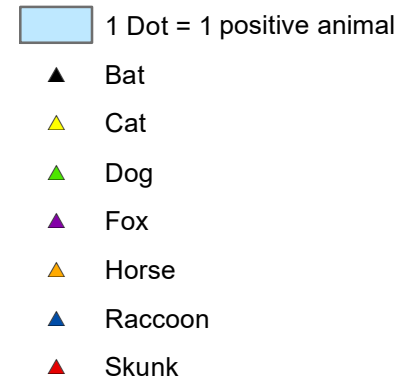 1 Dot = 1 positive animal
Bat
Cat
Dog
Fox
Horse
Raccoon
Skunk